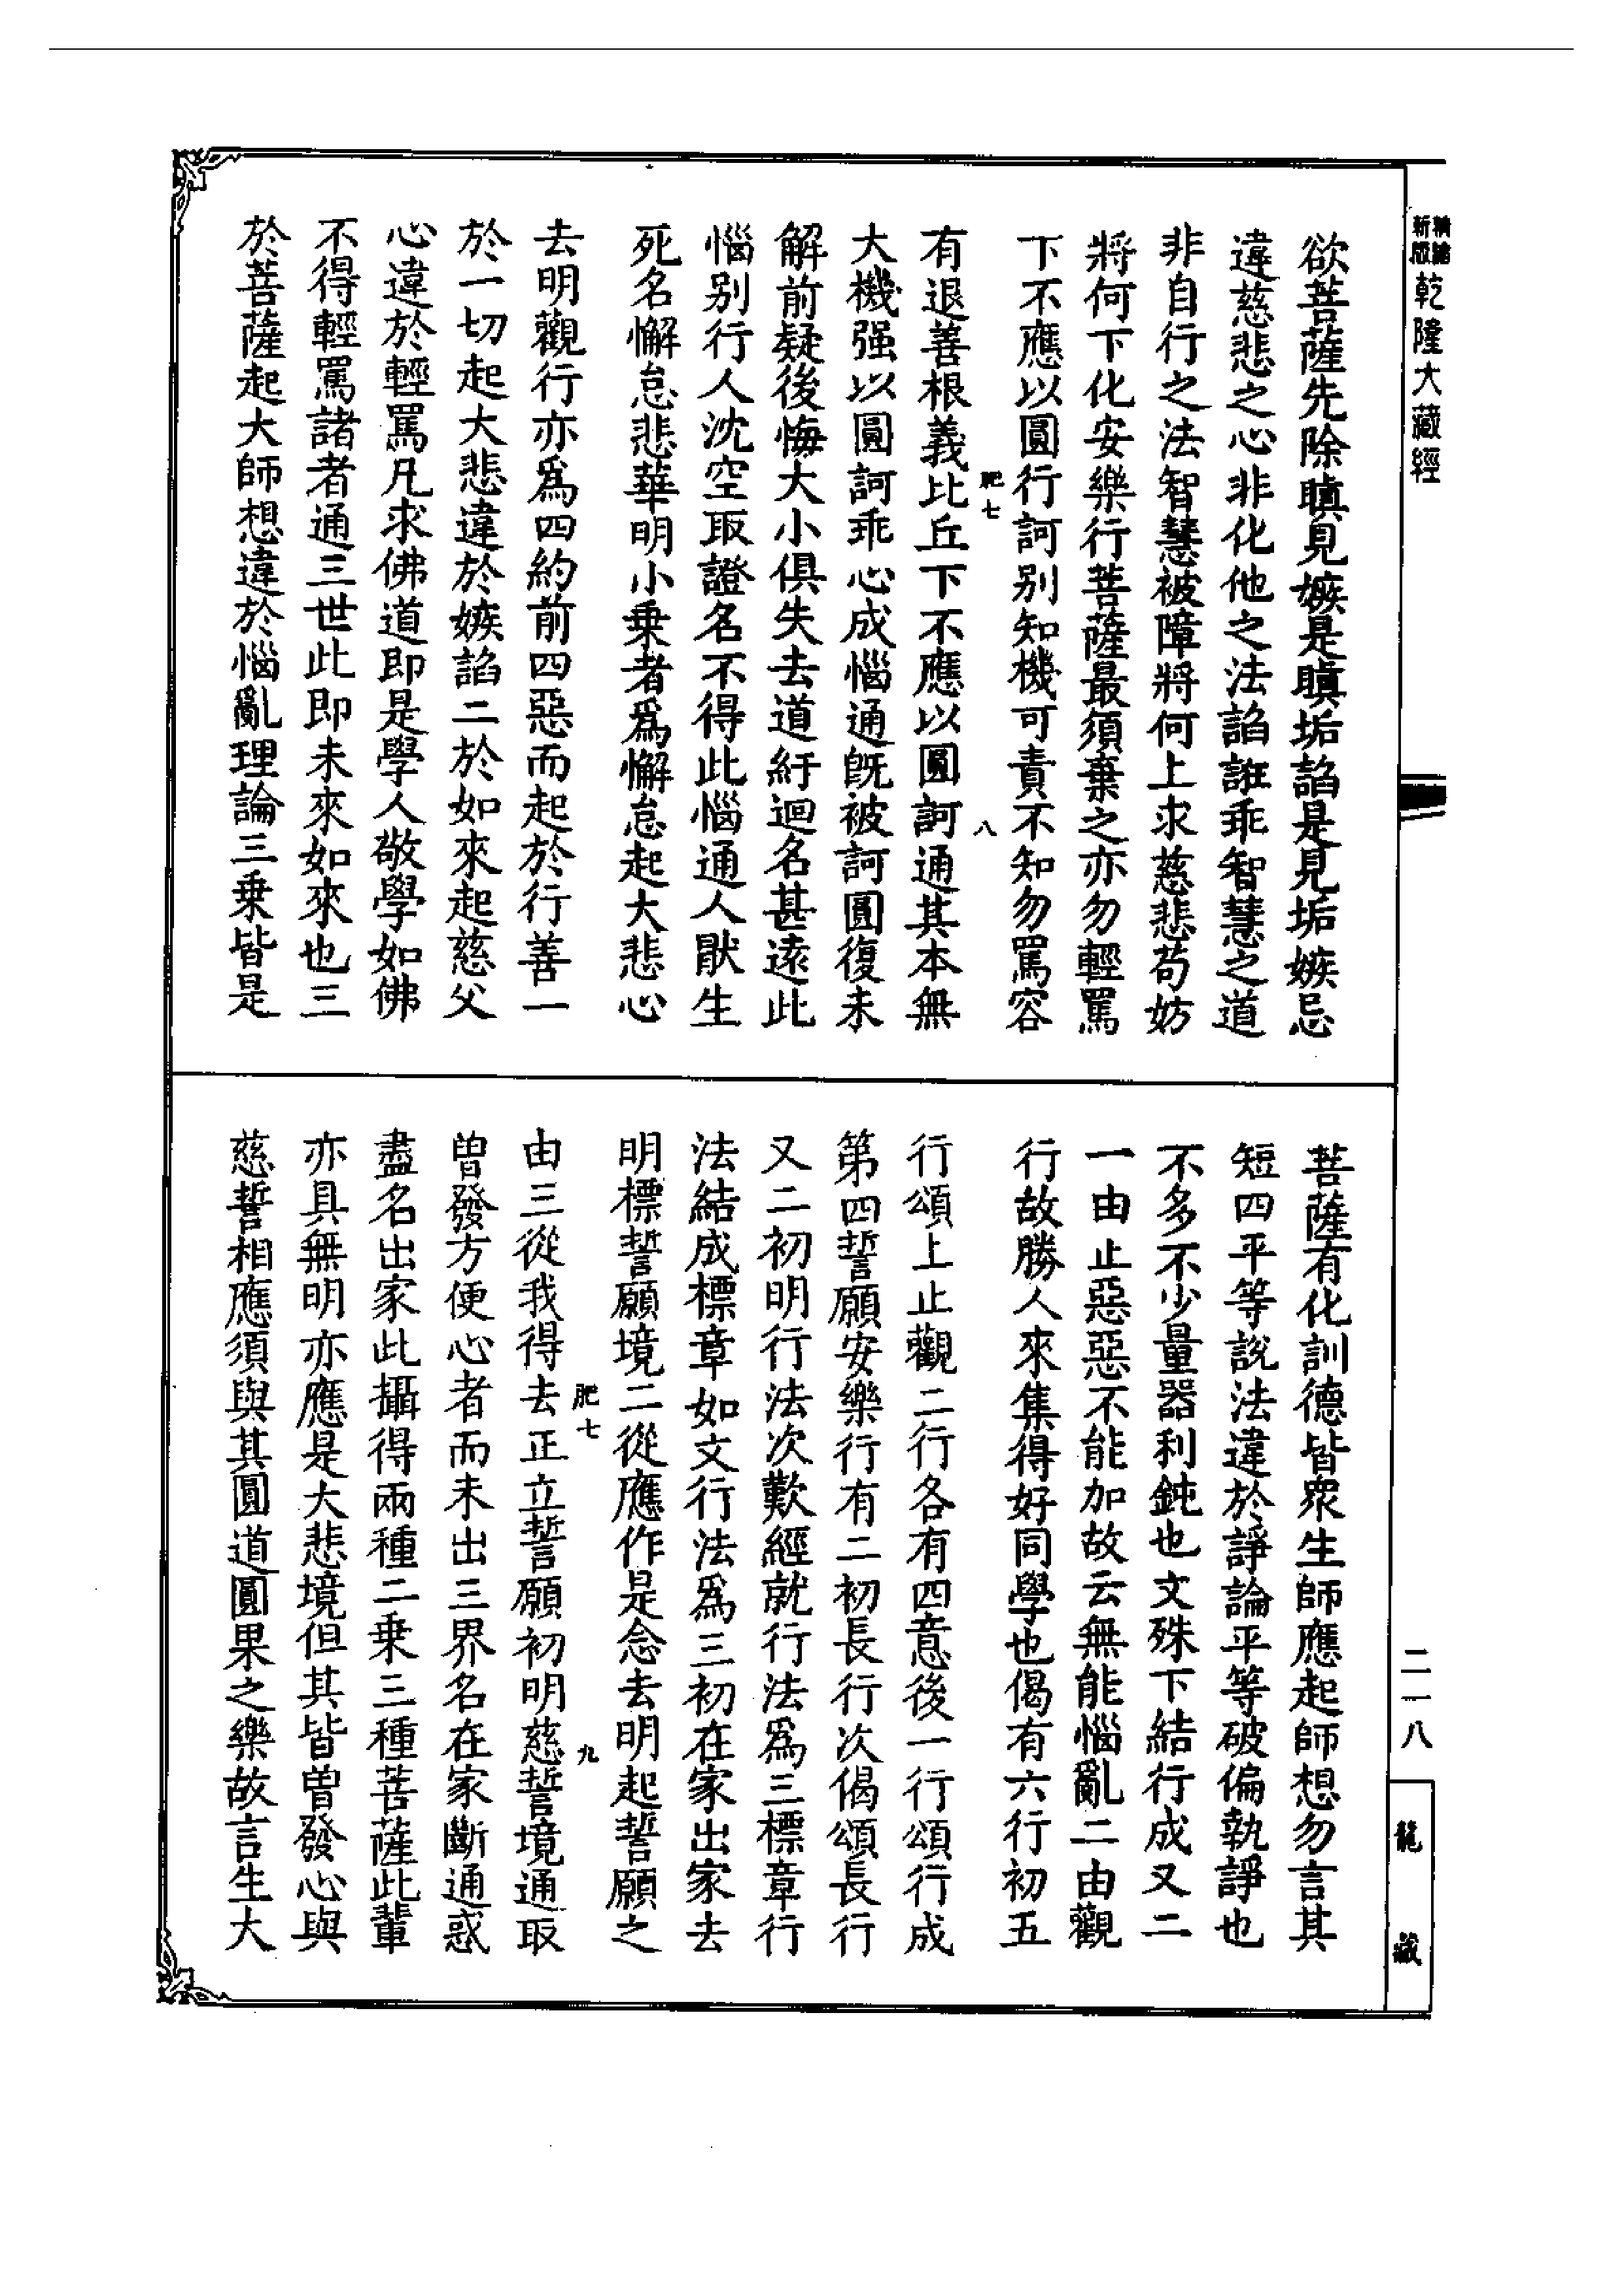 新版
精繪
乾隆大藏經
欲菩薩先除瞋見嫉是瞋垢諂是見垢嫉忌
違慈悲之心非化他之法諂誑乖智慧之道
非自行之法智慧被障將何上求慈悲苟妨
將何下化安樂行菩薩最須棄之亦勿輕罵
下不應以圓行訶别知機可責不知勿罵容
肥七
八
有退善根義比丘下不應以圓訶通其本無
大機强以圓訶乖心成惱通旣被訶圓復未
解前疑後悔大小俱失去道紆迴名甚遠此
惱别行人沈空取證名不得此惱通人猒生
死名懈怠悲華明小乗者爲懈怠起大悲心
去明觀行亦爲四約前四惡而起於行善一
於一切起大悲違於嫉諂二於如來起慈父
心違於輕罵凡求佛道即是學人敬學如佛
不得輕罵諸者通三世此即未來如來也三
於菩薩起大師想違於惱亂理論三乗皆是
菩薩有化訓德皆衆生師應起師想勿言其
短四平等說法違於諍論平等破偏執諍也
不多不少量器利鈍也文殊下結行成又二
一由止惡惡不能加故云無能惱亂二由觀
行故勝人來集得好同學也偈有六行初五
行頌上止觀二行各有四意後一行頌行成
第四誓願安樂行有二初長行次偈頌長行
又二初明行法次歎經就行法爲三標章行
法結成標章如文行法爲三初在家出家去
明標誓願境二從應作是念去明起誓願之
肥七
九
由三從我得去正立誓願初明慈誓境通取
曾發方便心者而未出三界名在家斷通惑
盡名出家此攝得兩種二乗三種菩薩此輩
亦具無明亦應是大悲境但其皆曾發心與
慈誓相應須與其圓道圓果之樂故言生大
二一八
龍藏